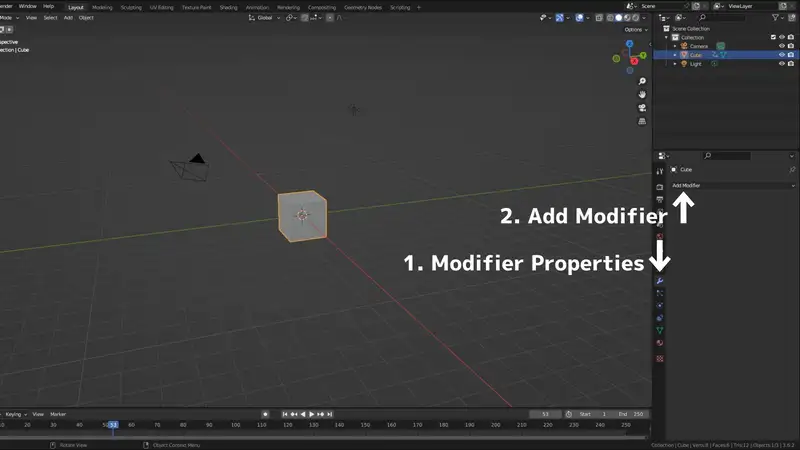 ender Window Help Layout Modeling Sculpting UV Editing Texture Paint Shading Animation Rendering Compositing Geometry Nodes Scripting + Scene ViewLayer
Mode View Select Add Object Global
Options
spective
ection | Cube
Scene Collection
Collection
Camera
Cube
Light
Cube
Add Modifier
2. Add Modifier
1. Modifier Properties
Keying View Marker 53 Start 1 End 250
10 20 30 40 50 53 60 70 80 90 100 110 120 130 140 150 160 170 180 190 200 210 220 230 240 250
Rotate View Object Context Menu
Collection | Cube | Verts:8 | Faces:6 | Tris:12 | Objects:1/3 | 3.6.2